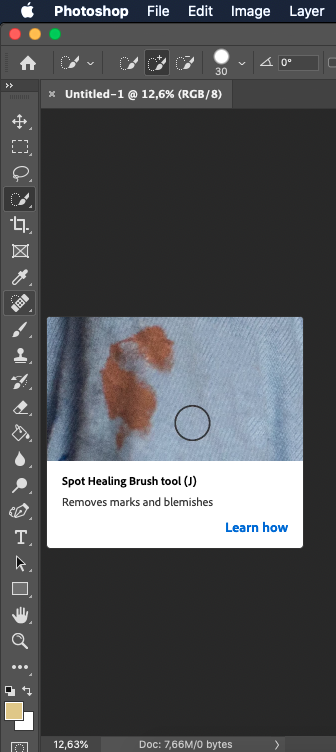 Photoshop File Edit Image Layer
30
0°
× Untitled-1 @ 12,6% (RGB/8)
Spot Healing Brush tool (J)
Removes marks and blemishes
Learn how
T
12,63% Doc: 7,66M/0 bytes